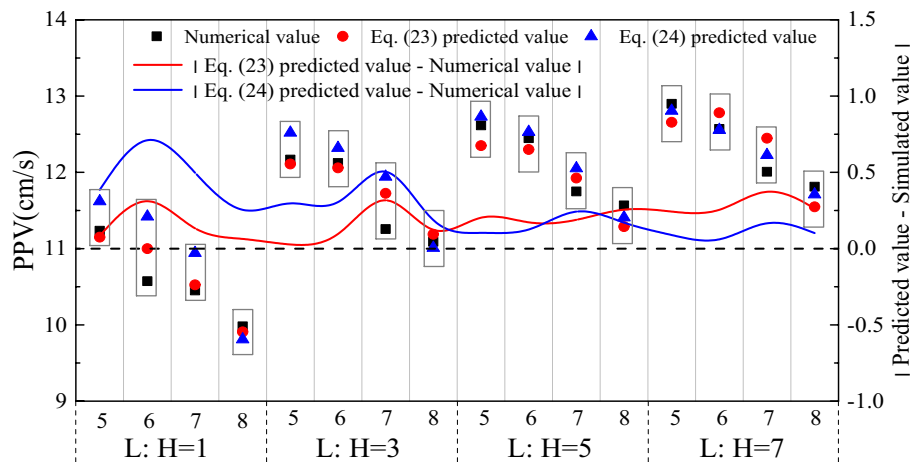 14
13
12
11
10
9
PPV(cm/s)
Numerical value Eq. (23) predicted value Eq. (24) predicted value
| Eq. (23) predicted value - Numerical value |
| Eq. (24) predicted value - Numerical value |
1.5
1.0
0.5
0.0
-0.5
-1.0
| Predicted value - Simulated value |
5 6 7 8 5 6 7 8 5 6 7 8 5 6 7 8
L: H=1 L: H=3 L: H=5 L: H=7